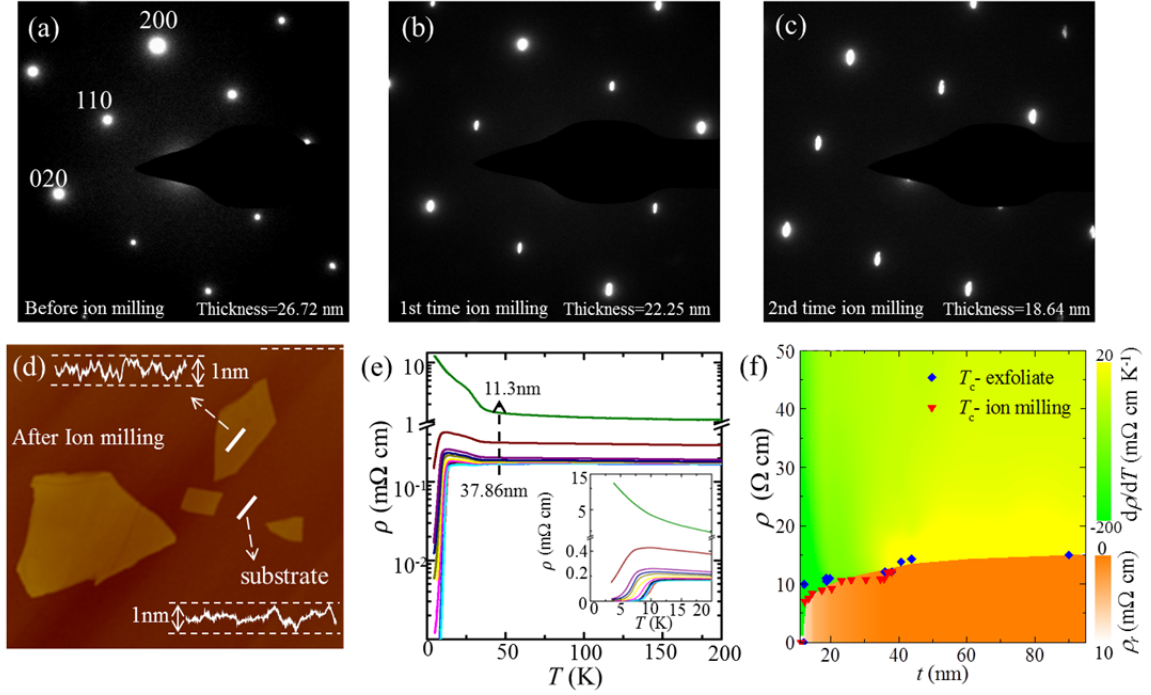 (a)
200
110
020
Before ion milling
Thickness=26.72 nm
(b)
1st time ion milling
Thickness=22.25 nm
(c)
2nd time ion milling
Thickness=18.64 nm
(d)
1nm
After Ion milling
substrate
1nm
(e)
10
1
10⁻¹
10⁻²
ρ (mΩ cm)
11.3nm
37.86nm
15
5
0.4
0.2
0.0
ρ (mΩ cm)
0 5 10 15 20
T (K)
0 50 100 150 200
T (K)
(f)
T_c- exfoliate
T_c- ion milling
50
40
30
20
10
0
ρ (Ω cm)
20 40 60 80
t (nm)
20
-200
dρ/dT (mΩ cm K⁻¹)
0
10
ρᵣ (mΩ cm)